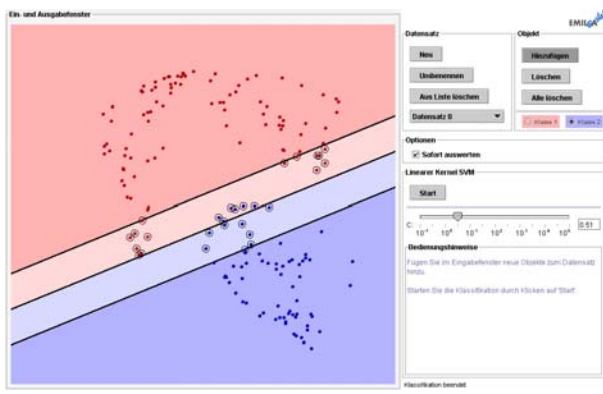 Ein- und Ausgabefenster
EMILeA
Datensatz
Objekt
Neu
Hinzufügen
Umbenennen
Löschen
Aus Liste löschen
Alle löschen
Datensatz 0
Klasse 1
Klasse 2
Optionen
Sofort auswerten
Linearer Kernel SVM
Start
C:
0.51
Bedienungshinweise
Fügen Sie im Eingabefenster neue Objekte zum Datensatz
hinzu.
Starten Sie die Klassifikation durch Klicken auf 'Start'.
Klassifikation beendet